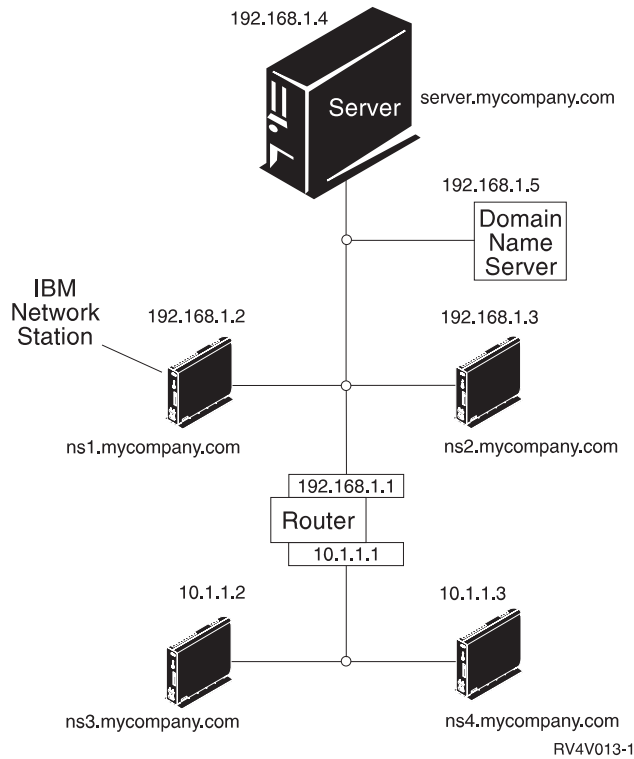 192.168.1.4
Server
server.mycompany.com
192.168.1.5
Domain
Name
Server
IBM
Network
Station
192.168.1.2
192.168.1.3
ns1.mycompany.com
ns2.mycompany.com
192.168.1.1
Router
10.1.1.1
10.1.1.2
10.1.1.3
ns3.mycompany.com
ns4.mycompany.com
RV4V013-1